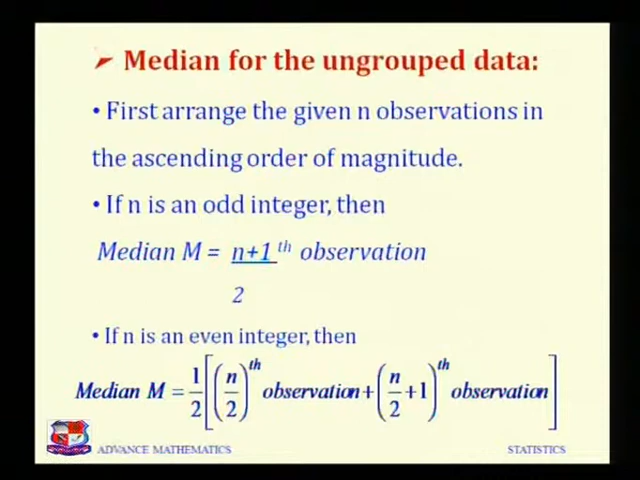 ➢ Median for the ungrouped data:
• First arrange the given n observations in
the ascending order of magnitude.
• If n is an odd integer, then
Median M = n+1 th observation
2
• If n is an even integer, then
Median M = 1/2 [ (n/2)^th observation + (n/2 +1)^th observation ]
ADVANCE MATHEMATICS STATISTICS